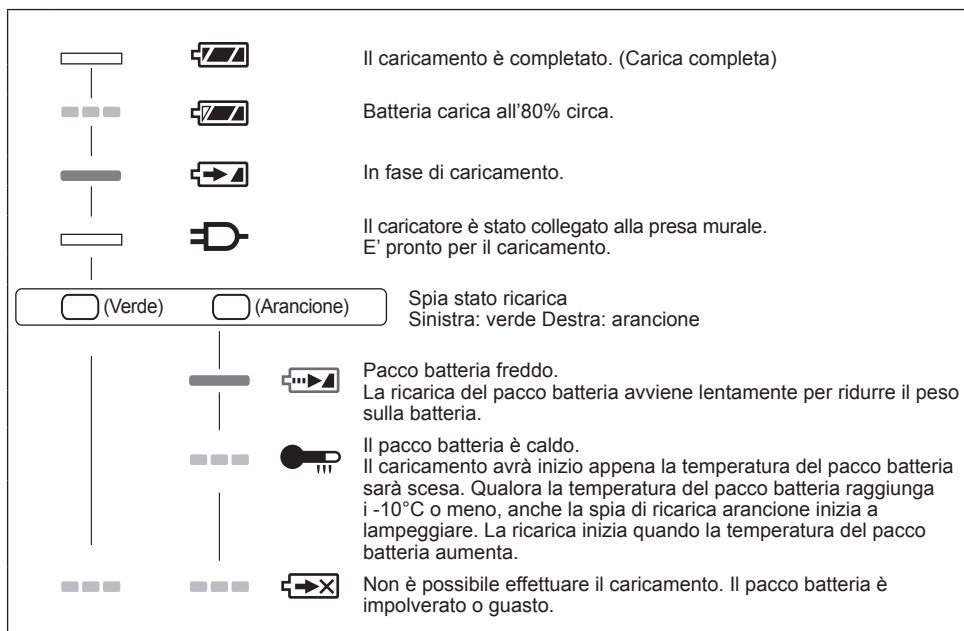 Il caricamento è completato. (Carica completa)
Batteria carica all'80% circa.
In fase di caricamento.
Il caricatore è stato collegato alla presa murale.
E' pronto per il caricamento.
(Verde) (Arancione)
Spia stato ricarica
Sinistra: verde Destra: arancione
Pacco batteria freddo.
La ricarica del pacco batteria avviene lentamente per ridurre il peso
sulla batteria.
Il pacco batteria è caldo.
Il caricamento avrà inizio appena la temperatura del pacco batteria
sarà scesa. Qualora la temperatura del pacco batteria raggiunga
i -10°C o meno, anche la spia di ricarica arancione inizia a
lampeggiare. La ricarica inizia quando la temperatura del pacco
batteria aumenta.
Non è possibile effettuare il caricamento. Il pacco batteria è
impolverato o guasto.